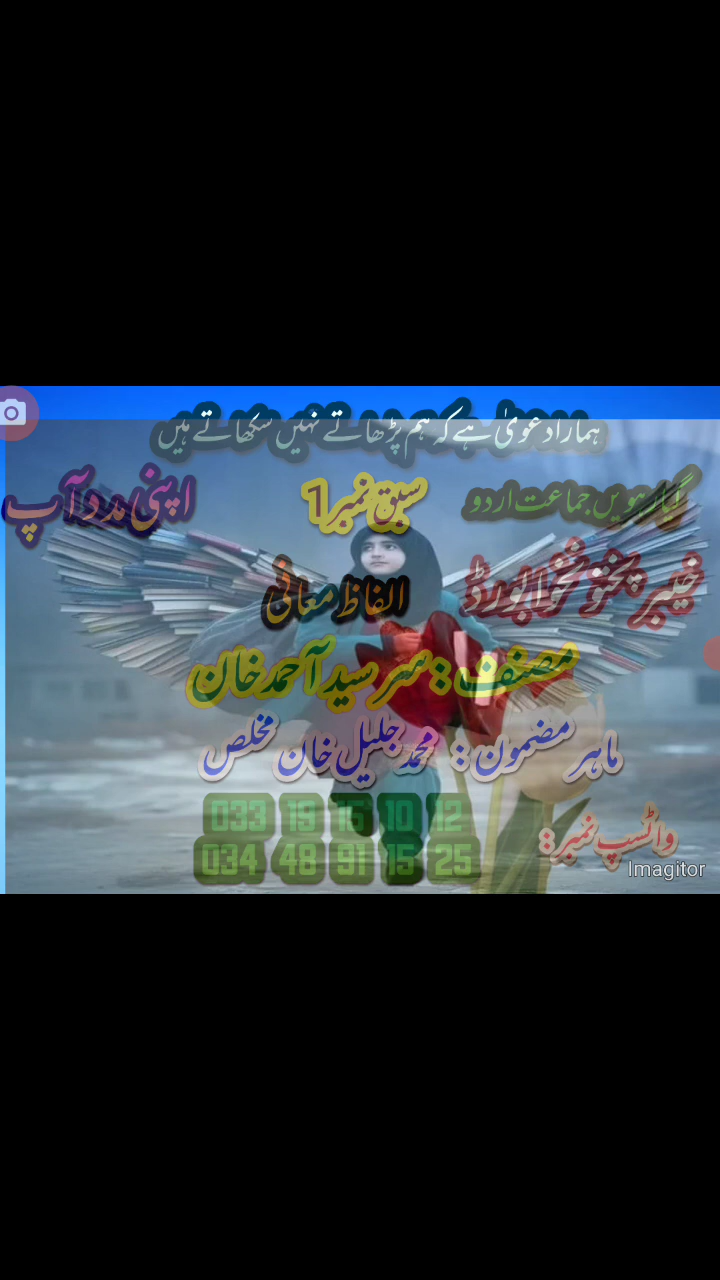 ہمارا دعویٰ ہے کہ ہم پڑھاتے نہیں سکھاتے ہیں
گیارہویں جماعت اردو سبق نمبر 1 اپنی مدد آپ
خیبر پختونخوا بورڈ الفاظ معانی
مصنف : سر سید آحمد خان
ماہر مضمون : محمد جلیل خان مخلص
033 19 15 10 12
واٹسپ نمبر : 034 48 91 15 25
Imagitor